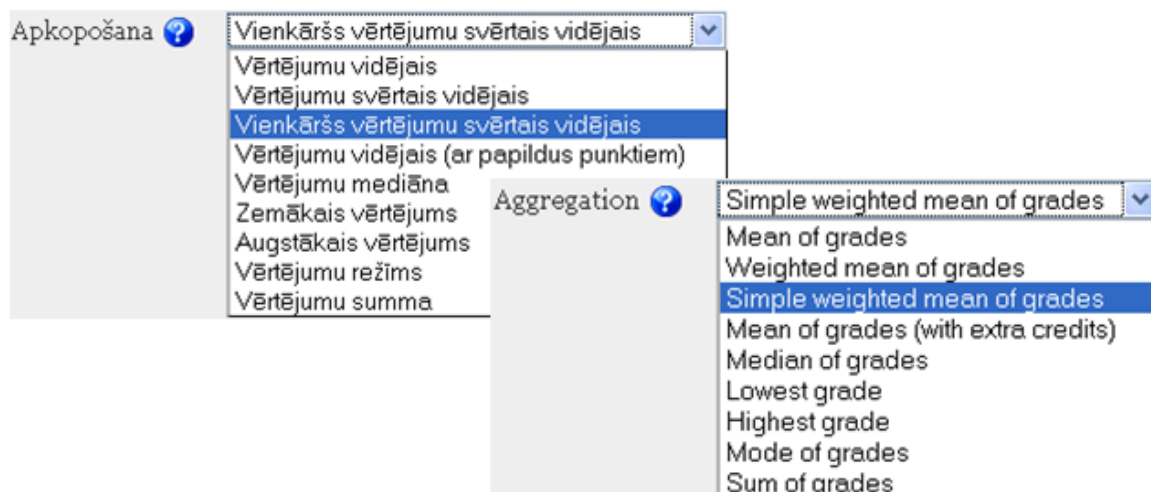 Apkopošana ? Vienkāršs vērtējumu svērtais vidējais
Vērtējumu vidējais
Vērtējumu svērtais vidējais
Vienkāršs vērtējumu svērtais vidējais
Vērtējumu vidējais (ar papildus punktiem)
Vērtējumu mediāna
Zemākais vērtējums
Augstākais vērtējums
Vērtējumu režīms
Vērtējumu summa
Aggregation ? Simple weighted mean of grades
Mean of grades
Weighted mean of grades
Simple weighted mean of grades
Mean of grades (with extra credits)
Median of grades
Lowest grade
Highest grade
Mode of grades
Sum of grades